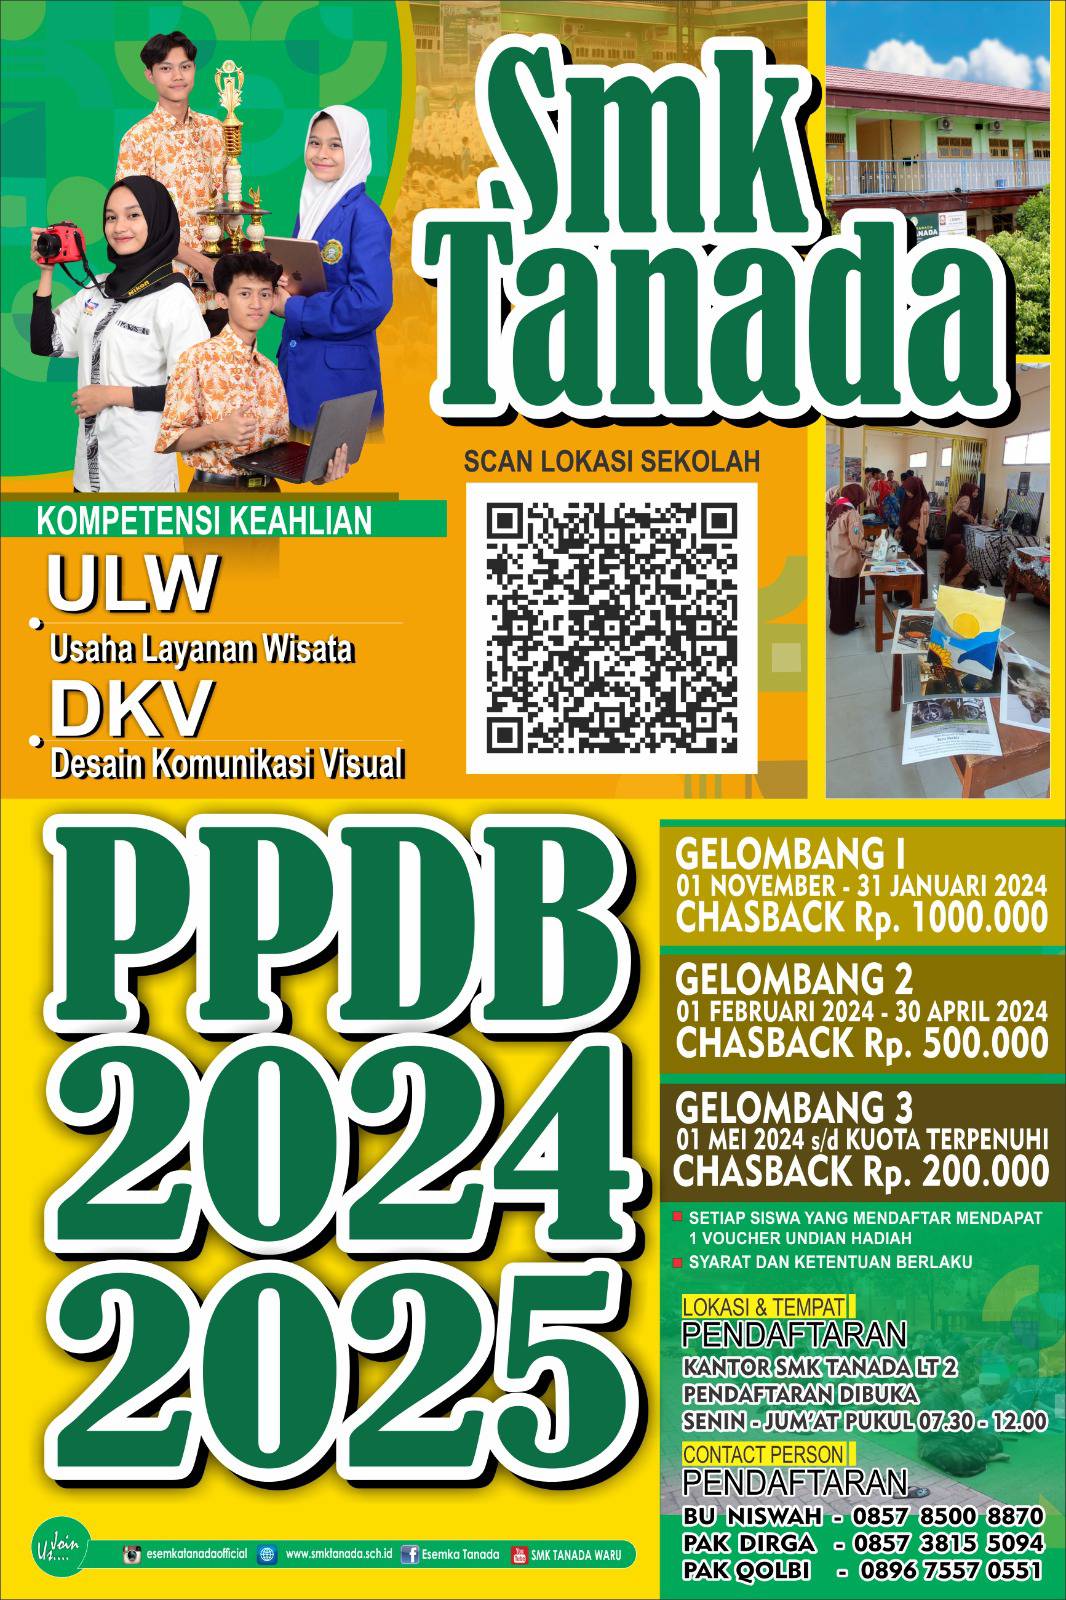 Smk
Tanada
SCAN LOKASI SEKOLAH
KOMPETENSI KEAHLIAN
ULW
Usaha Layanan Wisata
DKV
Desain Komunikasi Visual
Nikon
PPDB
2024
2025
GELOMBANG 1
01 NOVEMBER - 31 JANUARI 2024
CHASBACK Rp. 1000.000
GELOMBANG 2
01 FEBRUARI 2024 - 30 APRIL 2024
CHASBACK Rp. 500.000
GELOMBANG 3
01 MEI 2024 s/d KUOTA TERPENUHI
CHASBACK Rp. 200.000
SETIAP SISWA YANG MENDAFTAR MENDAPAT
1 VOUCHER UNDIAN HADIAH
SYARAT DAN KETENTUAN BERLAKU
LOKASI & TEMPAT
PENDAFTARAN
KANTOR SMK TANADA LT 2
PENDAFTARAN DIBUKA
SENIN - JUM'AT PUKUL 07.30 - 12.00
CONTACT PERSON
PENDAFTARAN
BU NISWAH - 0857 8500 8870
PAK DIRGA - 0857 3815 5094
PAK QOLBI - 0896 7557 0551
Join
Us....
esemkatanadaofficial www.smktanada.sch.id Esemka Tanada SMK TANADA WARU